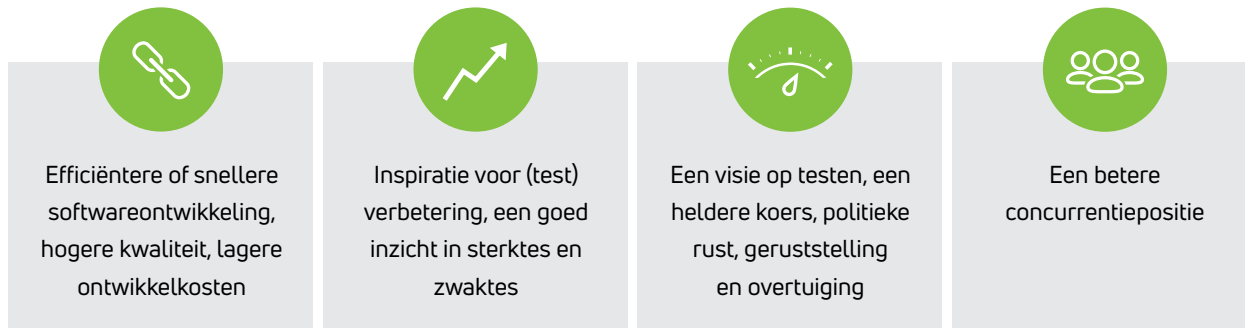 Efficiëntere of snellere
softwareontwikkeling,
hogere kwaliteit, lagere
ontwikkelkosten
Inspiratie voor (test)
verbetering, een goed
inzicht in sterktes en
zwaktes
Een visie op testen, een
heldere koers, politieke
rust, geruststelling
en overtuiging
Een betere
concurrentiepositie